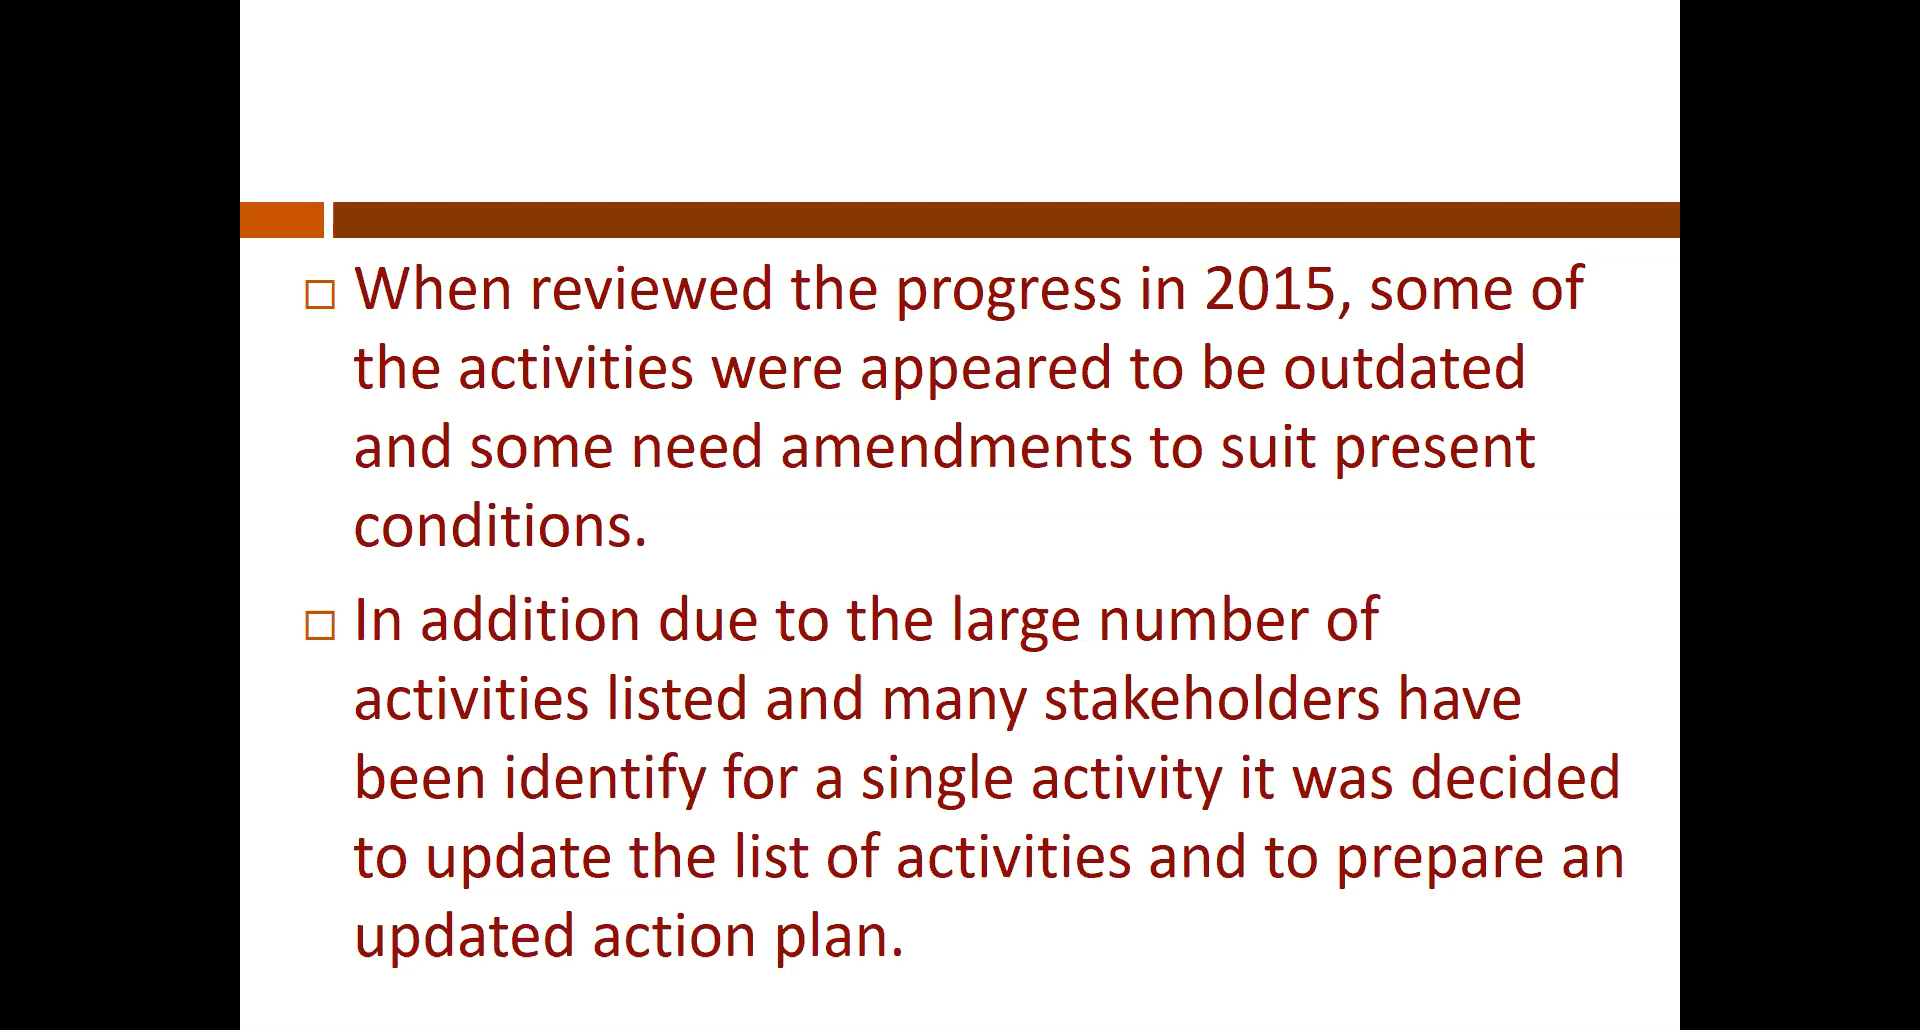 When reviewed the progress in 2015, some of
the activities were appeared to be outdated
and some need amendments to suit present
conditions.
In addition due to the large number of
activities listed and many stakeholders have
been identify for a single activity it was decided
to update the list of activities and to prepare an
updated action plan.